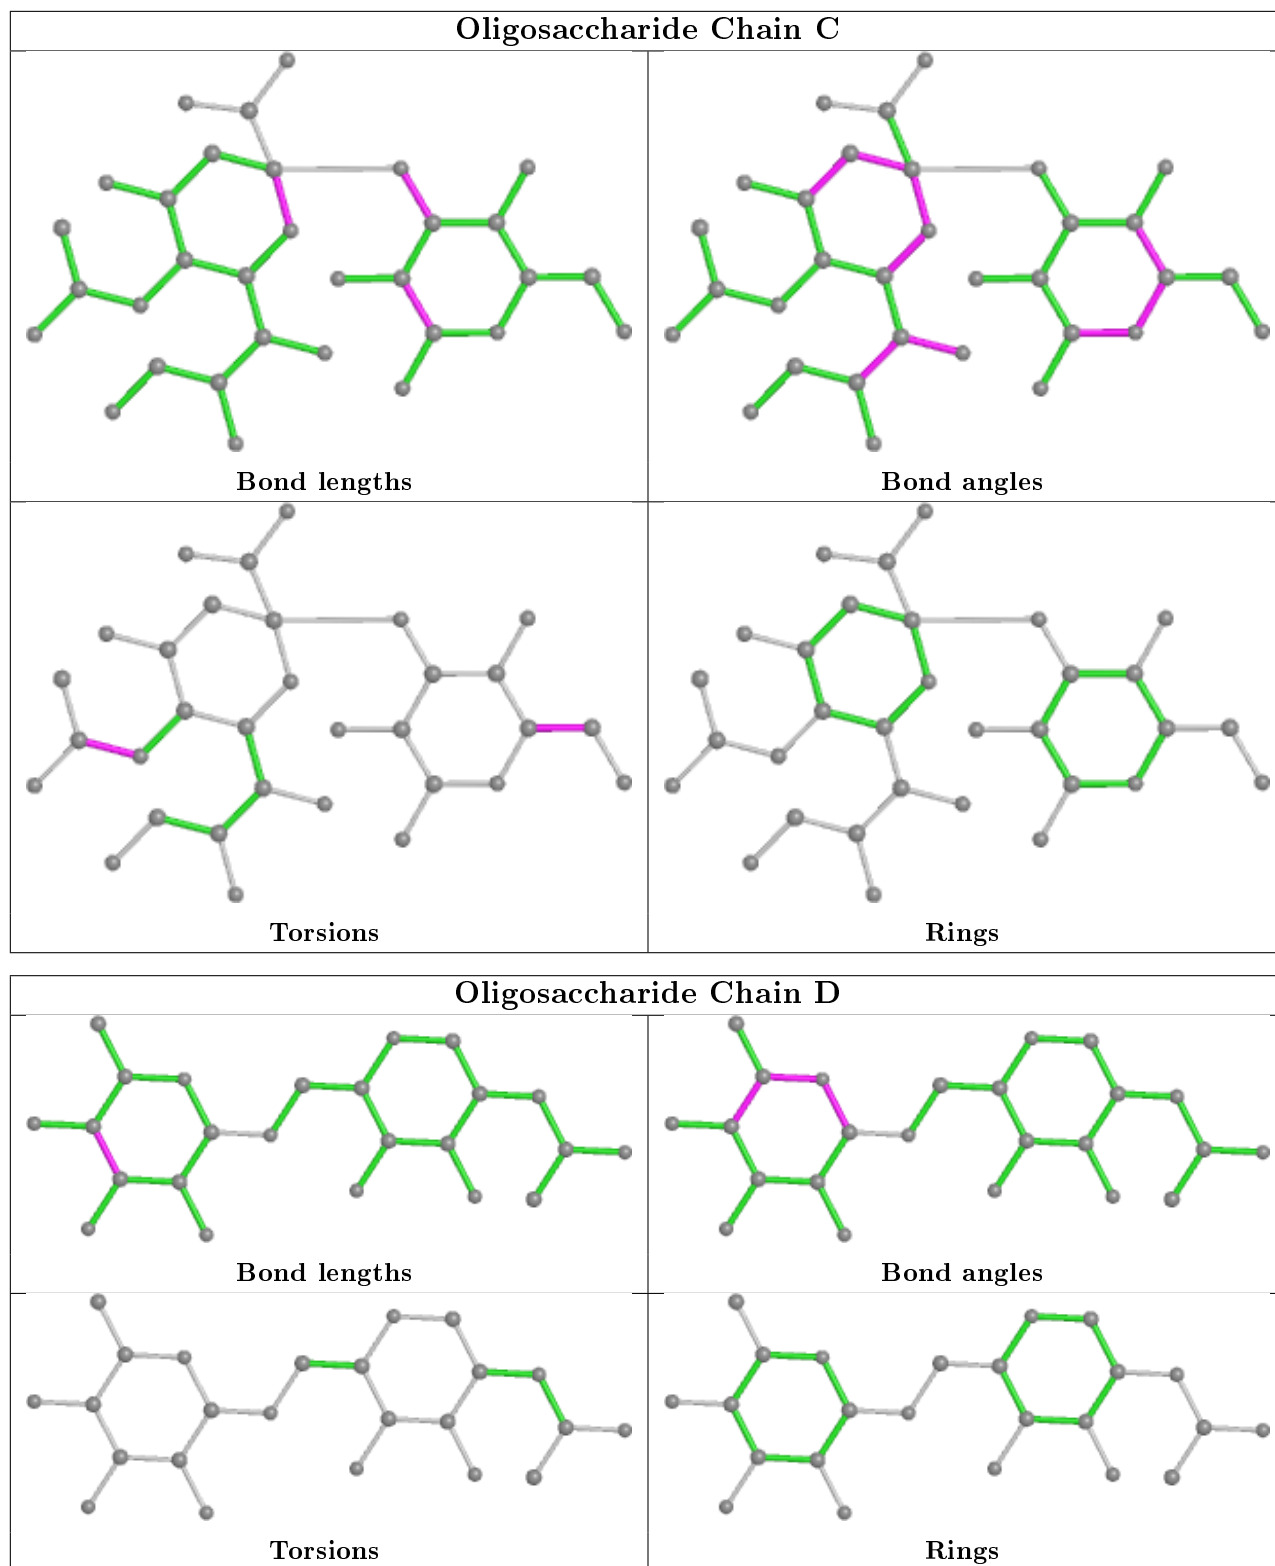 Oligosaccharide Chain C
Bond lengths
Bond angles
Torsions
Rings
Oligosaccharide Chain D
Bond lengths
Bond angles
Torsions
Rings